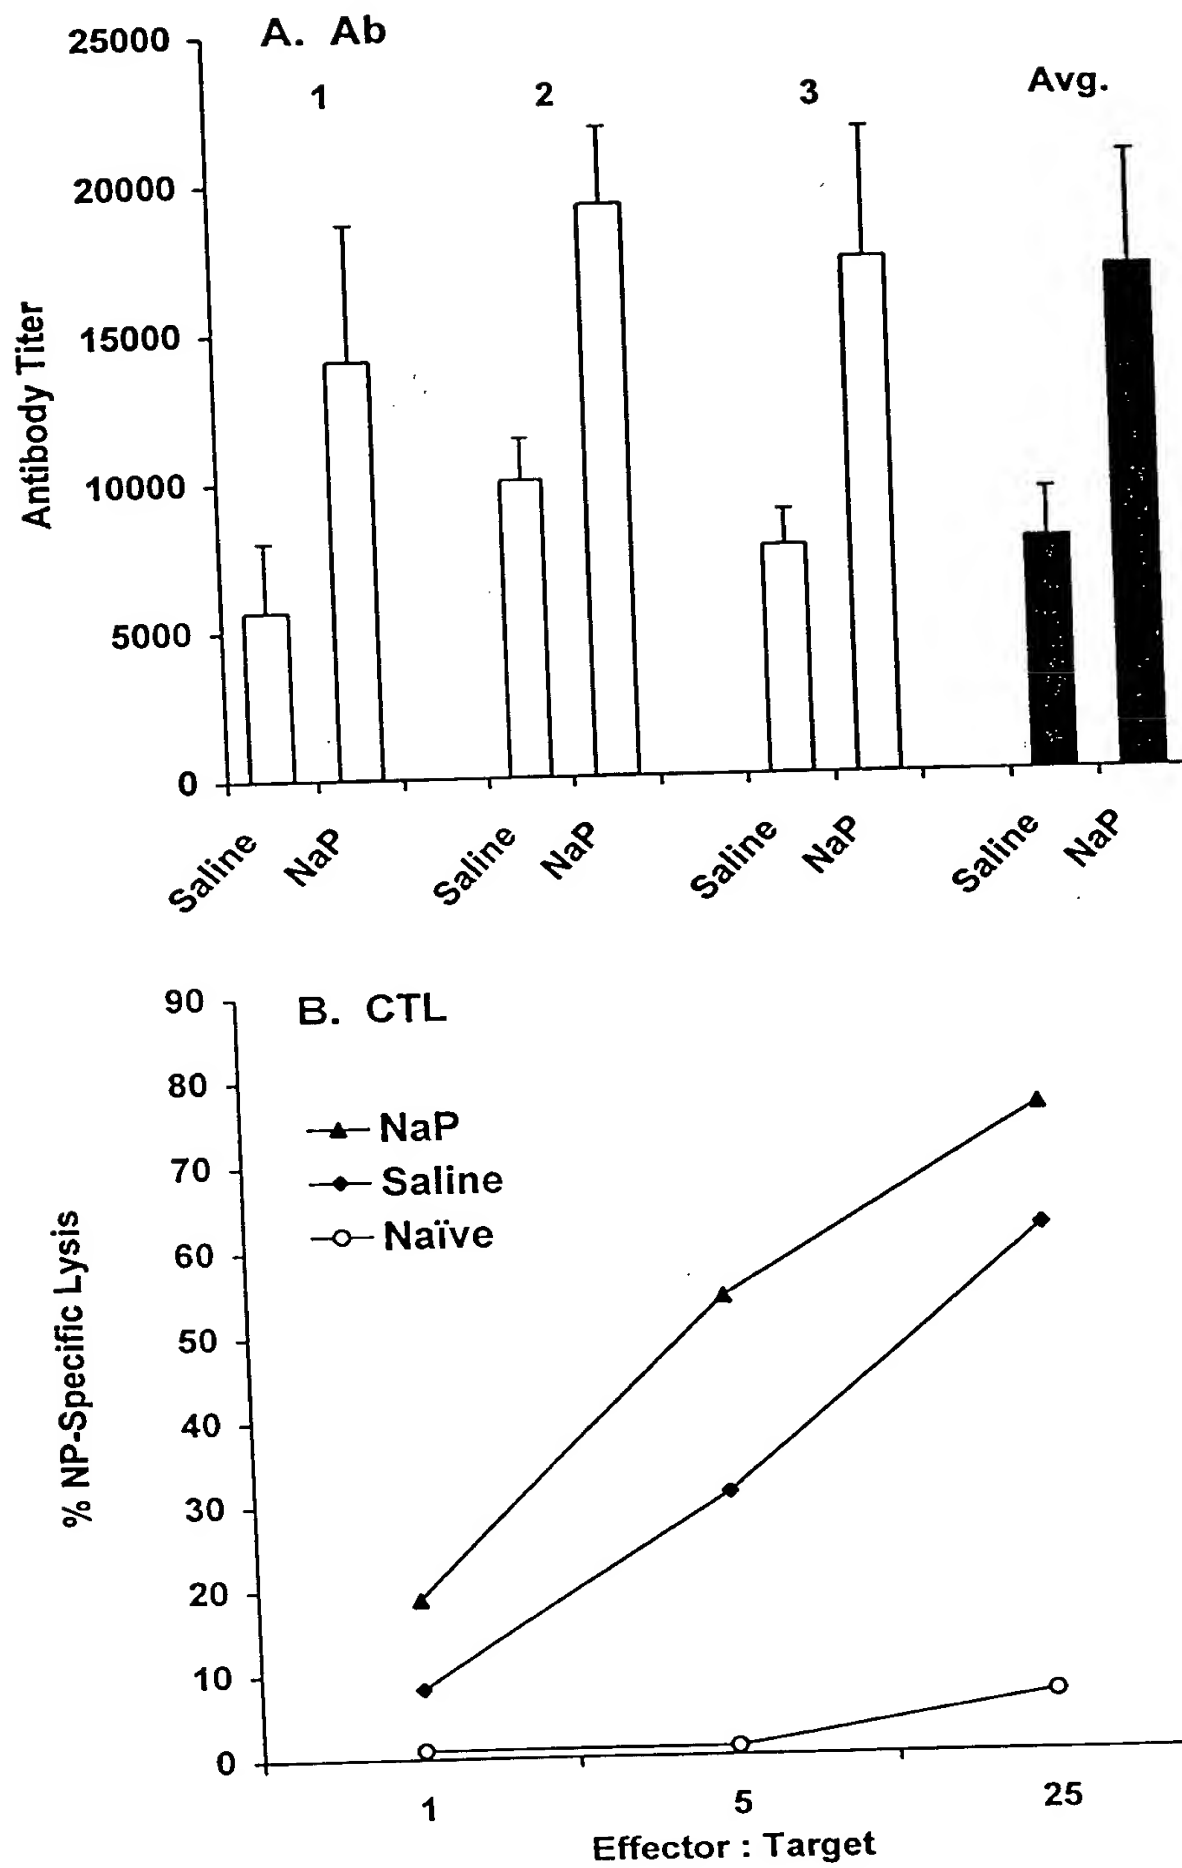 A. Ab
1 2 3 Avg.
25000
20000
15000
10000
5000
0
Antibody Titer
Saline NaP Saline NaP Saline NaP Saline NaP
B. CTL
NaP
Saline
Naïve
90
80
70
60
50
40
30
20
10
0
% NP-Specific Lysis
1 5 25
Effector : Target